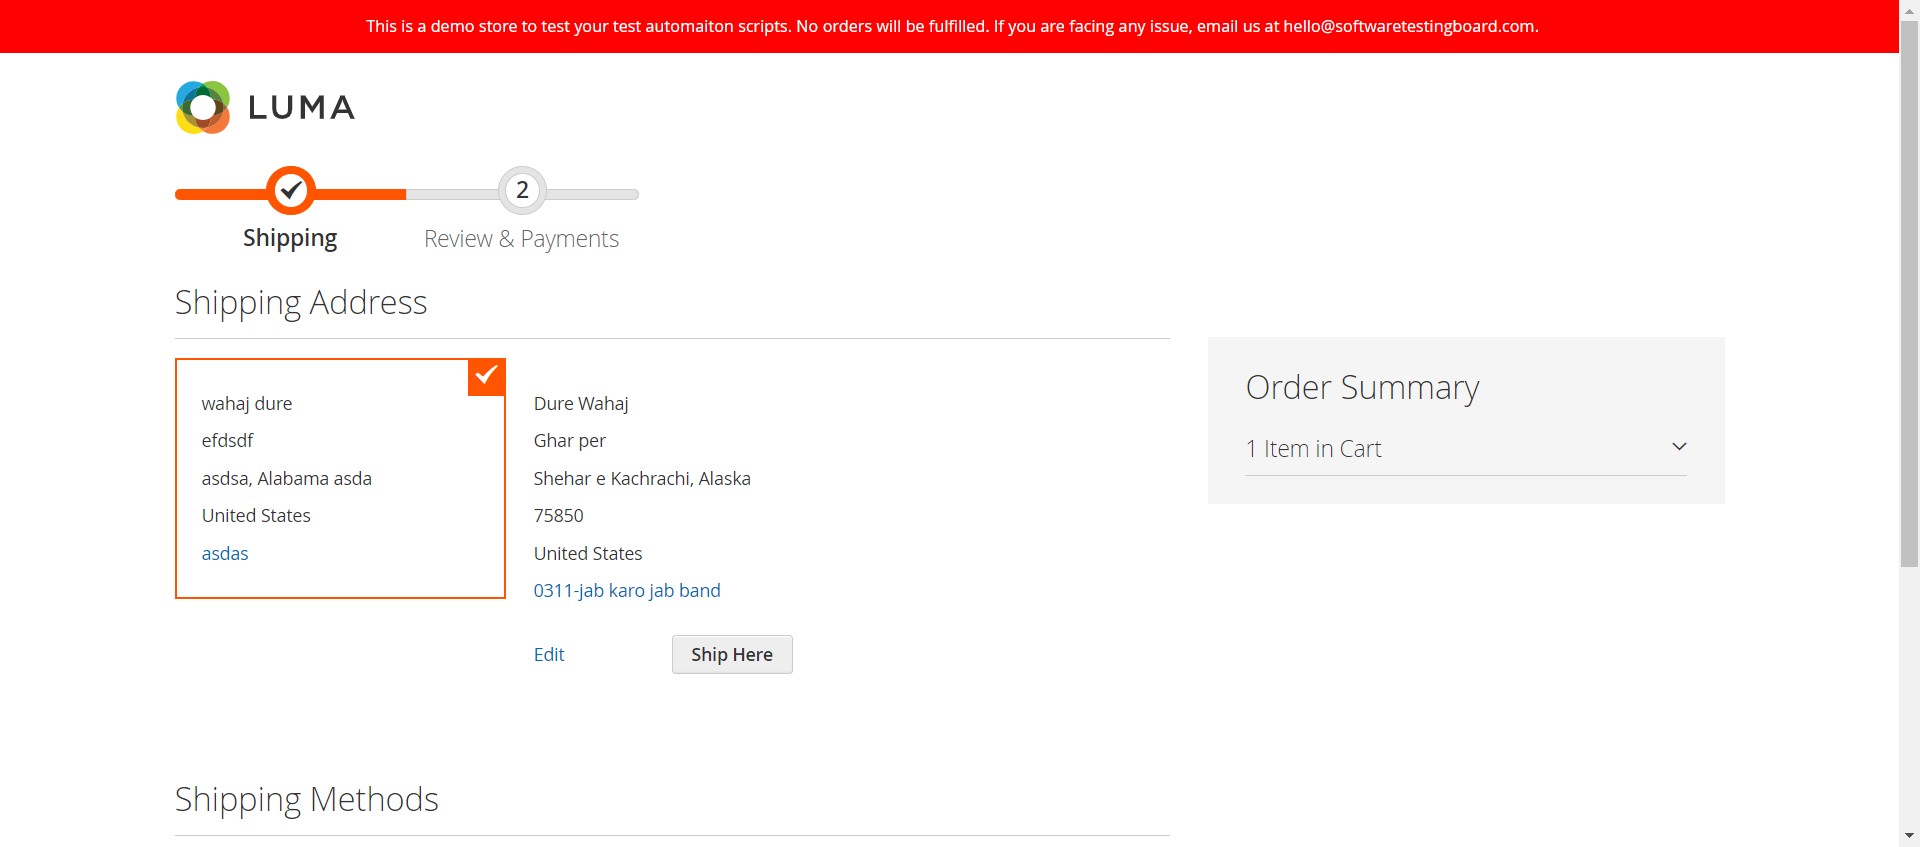 This is a demo store to test your test automaiton scripts. No orders will be fulfilled. If you are facing any issue, email us at hello@softwaretestingboard.com.
LUMA
2
Shipping
Review & Payments
Shipping Address
wahaj dure
efdsdf
asdsa, Alabama asda
United States
asdas
Dure Wahaj
Ghar per
Shehar e Kachrachi, Alaska
75850
United States
0311-jab karo jab band
Edit
Ship Here
Order Summary
1 Item in Cart
Shipping Methods